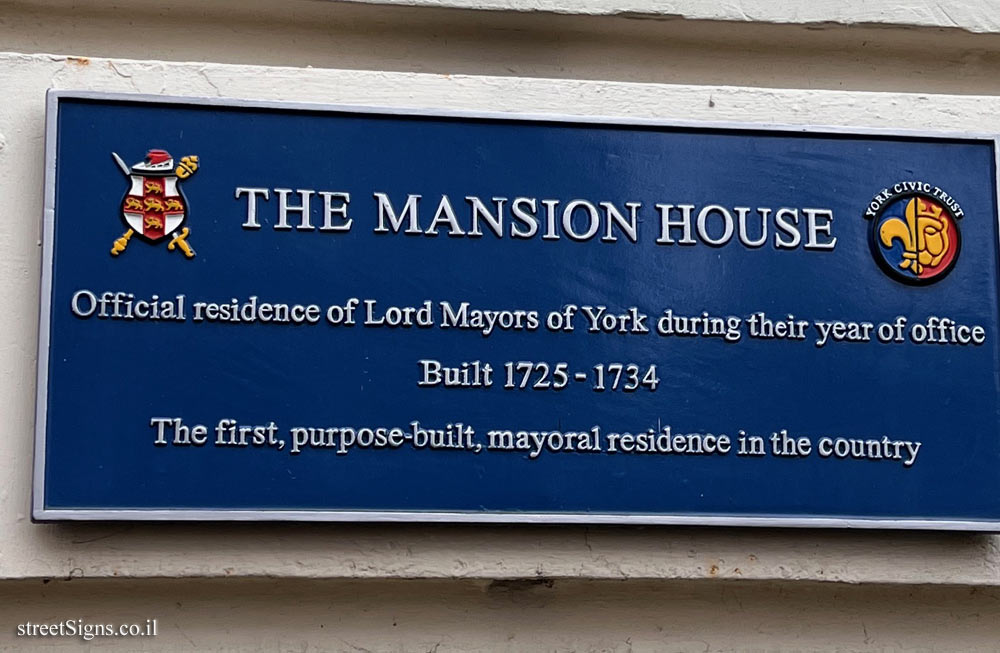 THE MANSION HOUSE
YORK CIVIC TRUST
Official residence of Lord Mayors of York during their year of office
Built 1725 - 1734
The first, purpose-built, mayoral residence in the country
streetSigns.co.il